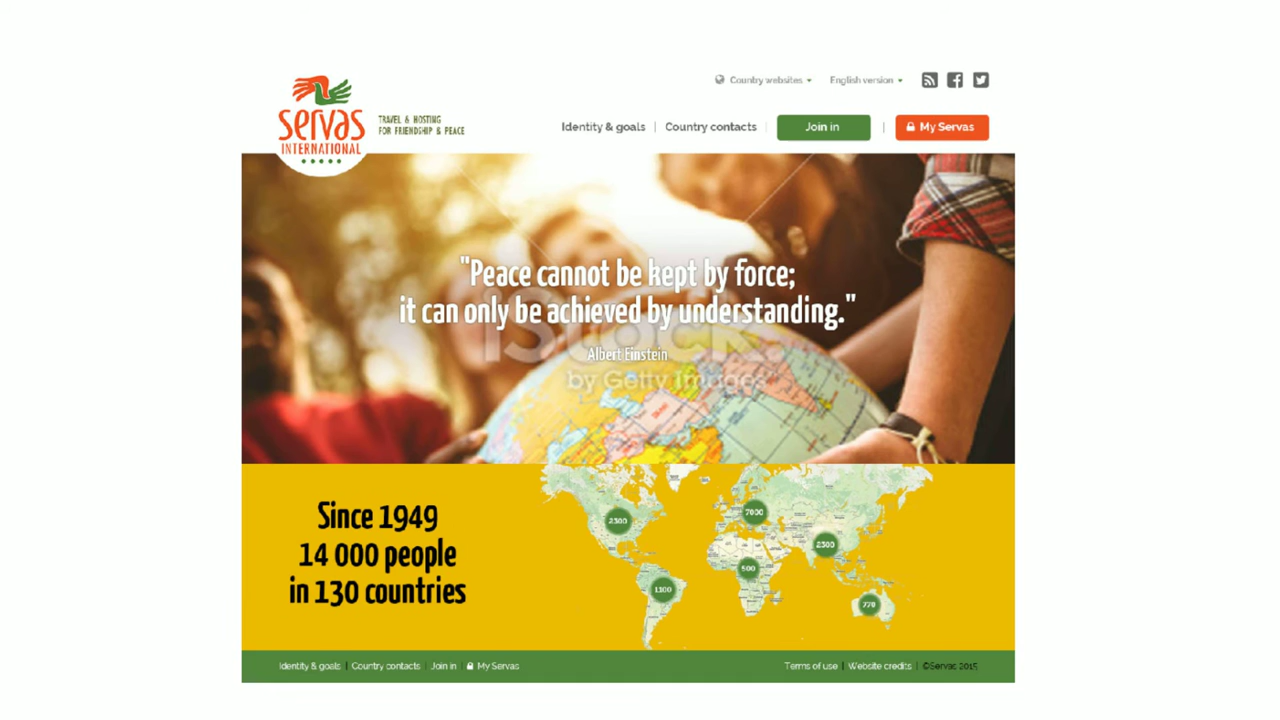 Country websites
English version
servas
INTERNATIONAL
TRAVEL & HOSTING
FOR FRIENDSHIP & PEACE
Identity & goals | Country contacts | Join in | My Servas
"Peace cannot be kept by force;
it can only be achieved by understanding."
Albert Einstein
iStock.
by Getty Images
Since 1949
14 000 people
in 130 countries
2300
7000
2300
500
1100
770
Identity & goals | Country contacts | Join in | My Servas
Terms of use | Website credits | ©Servas 2015